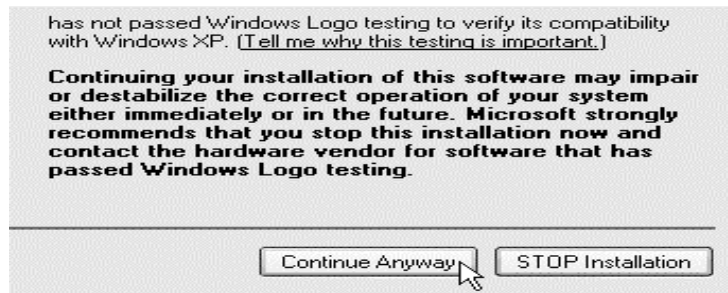 has not passed Windows Logo testing to verify its compatibility
with Windows XP. (Tell me why this testing is important.)
Continuing your installation of this software may impair
or destabilize the correct operation of your system
either immediately or in the future. Microsoft strongly
recommends that you stop this installation now and
contact the hardware vendor for software that has
passed Windows Logo testing.
Continue Anyway STOP Installation